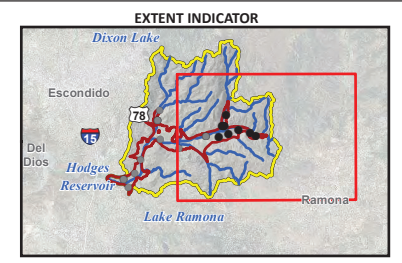 EXTENT INDICATOR
Dixon Lake
Escondido
78
15
Del
Dios
Hodges
Reservoir
Ramona
Lake Ramona